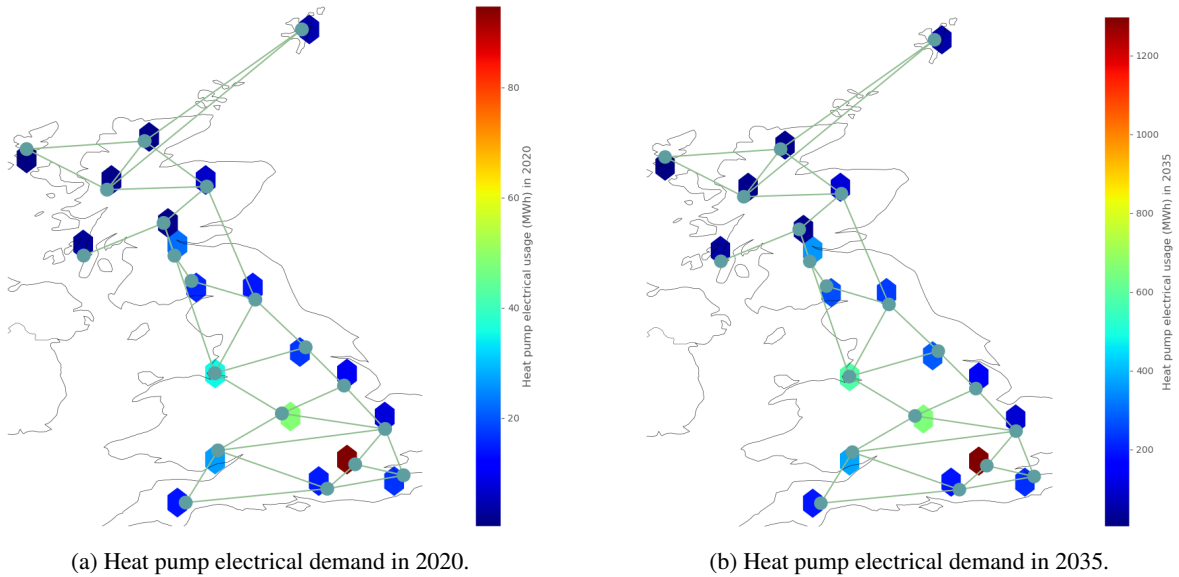 80
60
40
20
Heat pump electrical usage (MWh) in 2020
1200
1000
800
600
400
200
Heat pump electrical usage (MWh) in 2035
(a) Heat pump electrical demand in 2020.
(b) Heat pump electrical demand in 2035.